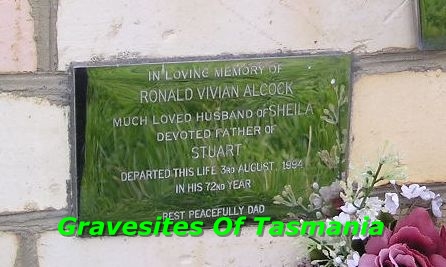 IN LOVING MEMORY OF
RONALD VIVIAN ALCOCK
MUCH LOVED HUSBAND OF SHEILA
DEVOTED FATHER OF
STUART
DEPARTED THIS LIFE 3RD AUGUST, 1994
IN HIS 72ND YEAR
REST PEACEFULLY DAD
Gravesites Of Tasmania